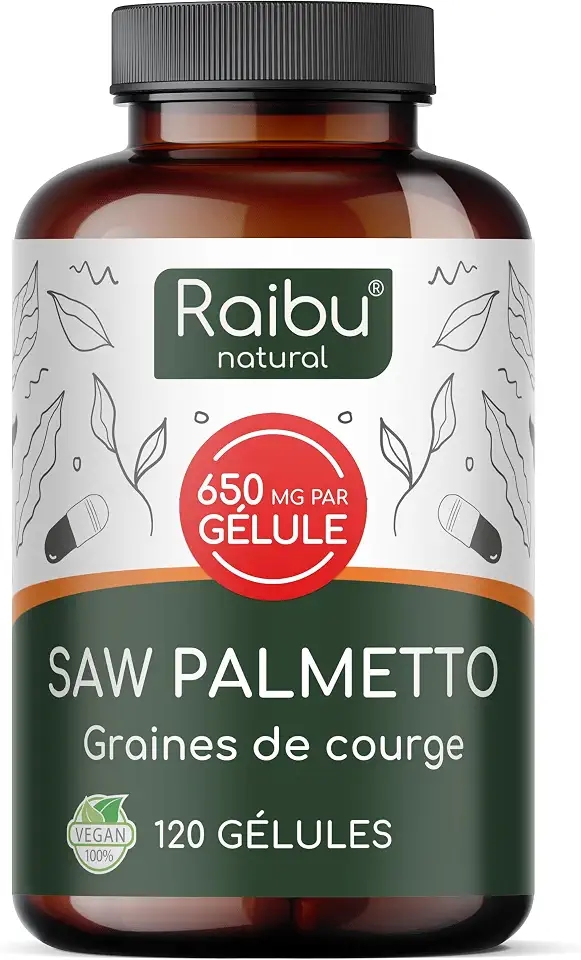 Raibu®
natural
650 MG PAR
GÉLULE
SAW PALMETTO
Graines de courge
VEGAN
100%
120 GÉLULES